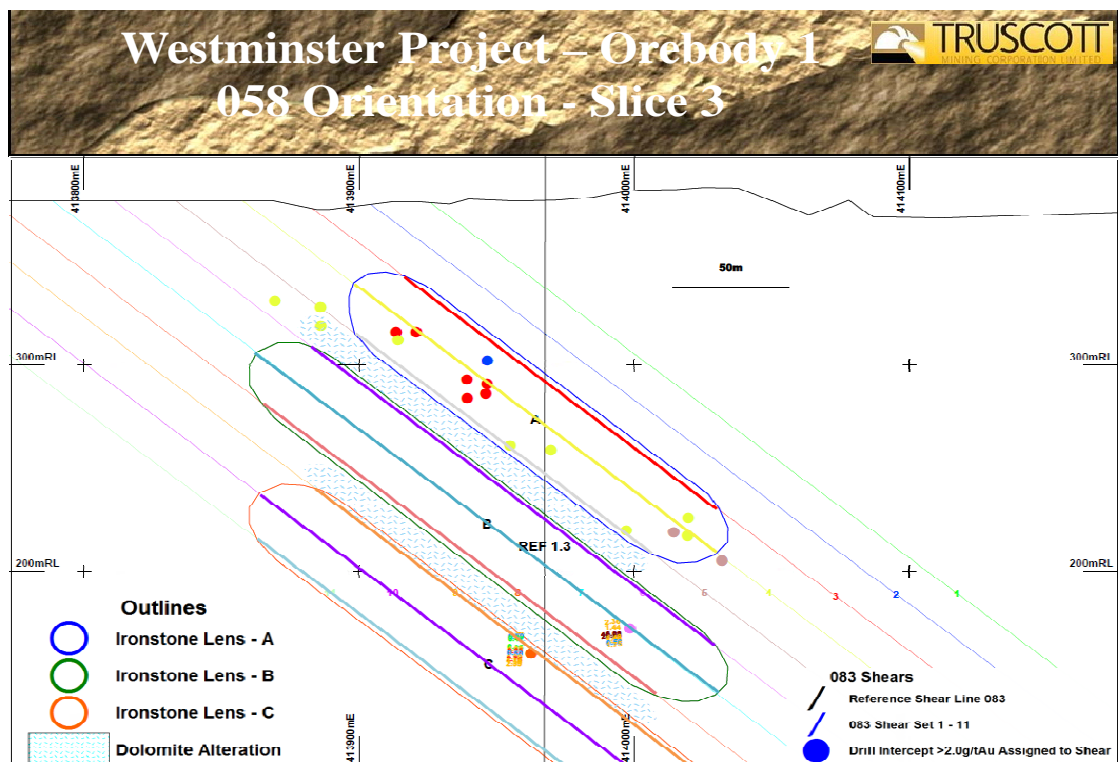 Westminster Project – Orebody 1
058 Orientation - Slice 3
TRUSCOTT
MINING CORPORATION LIMITED
413800mE
413900mE
414000mE
414100mE
50m
300mRL
300mRL
A
B
REF 1.3
200mRL
200mRL
10 9 8 7 6 5 4 3 2 1
C
Outlines
Ironstone Lens - A
Ironstone Lens - B
Ironstone Lens - C
Dolomite Alteration
413900mE
414000mE
083 Shears
Reference Shear Line 083
083 Shear Set 1 - 11
Drill Intercept >2.0g/tAu Assigned to Shear